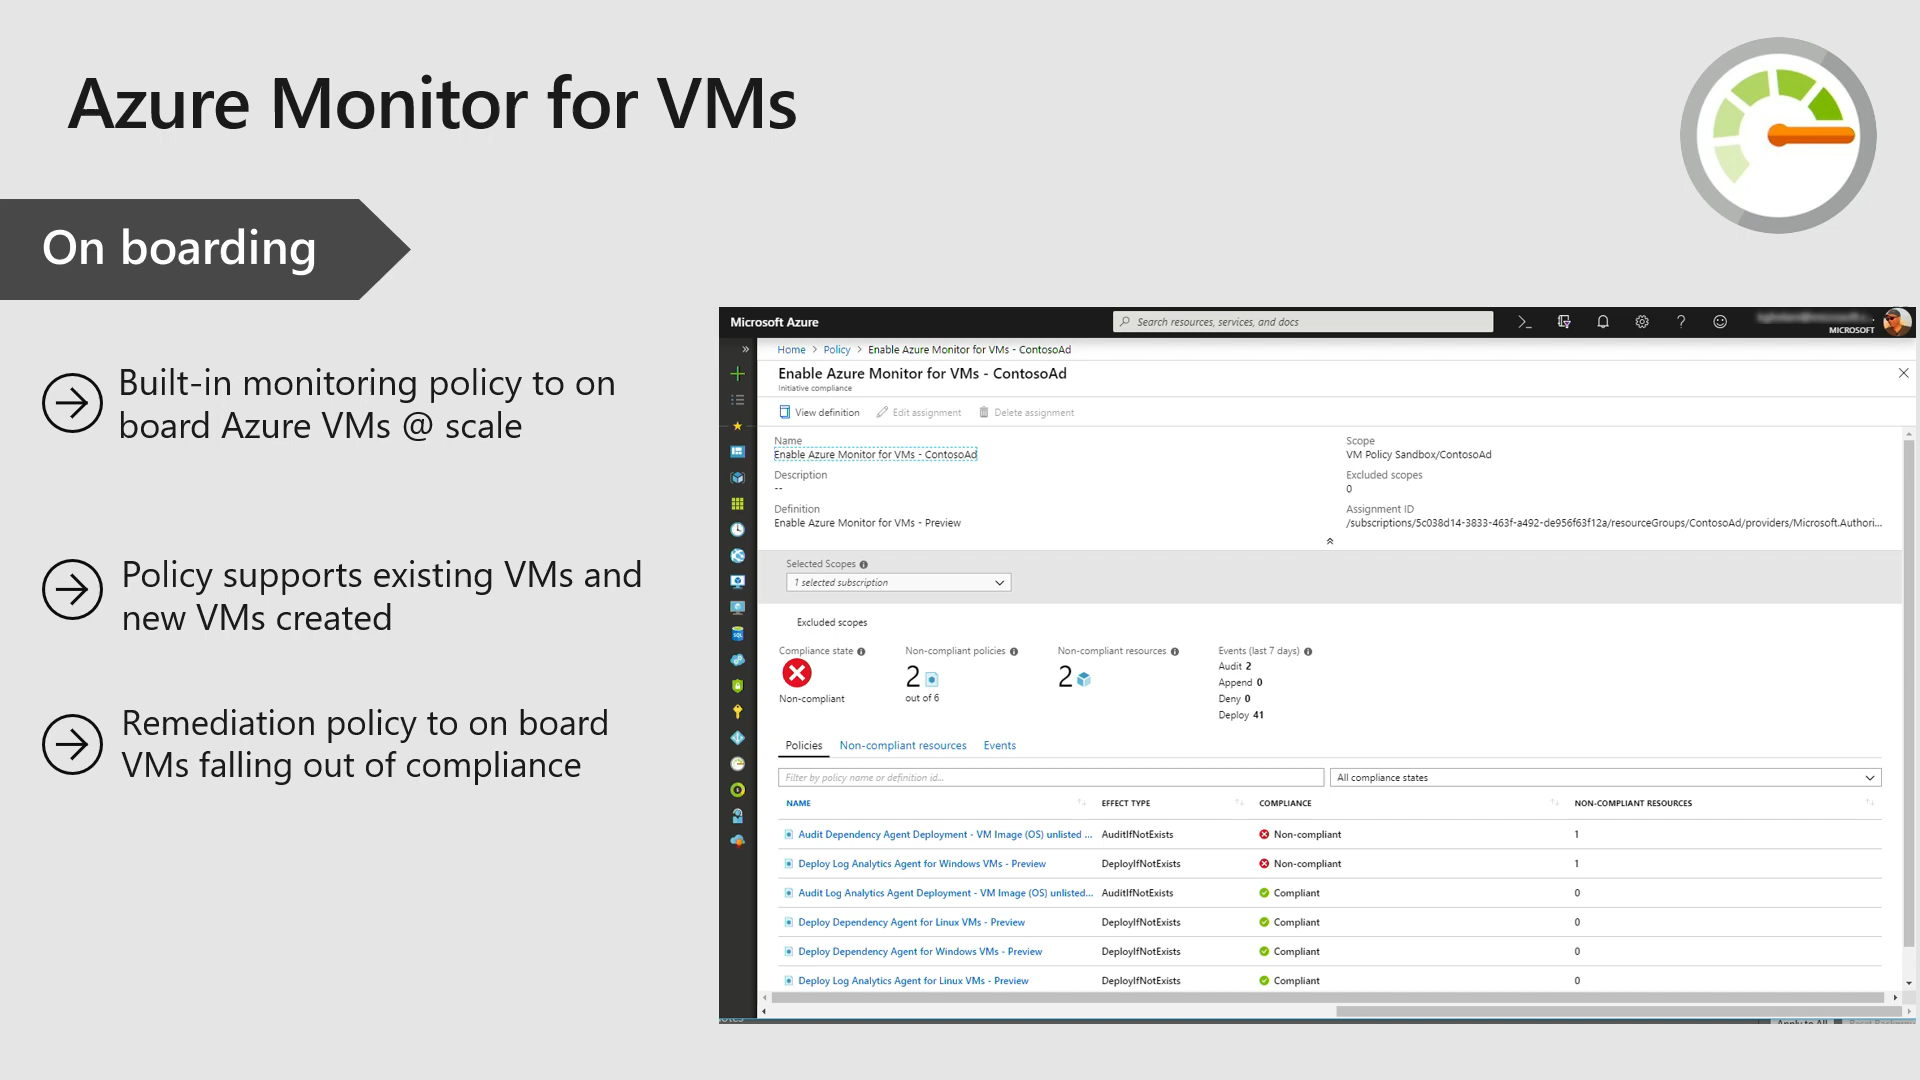 Azure Monitor for VMs
On boarding
Built-in monitoring policy to on
board Azure VMs @ scale
Policy supports existing VMs and
new VMs created
Remediation policy to on board
VMs falling out of compliance
Microsoft Azure
Search resources, services, and docs
MICROSOFT
Home > Policy > Enable Azure Monitor for VMs - ContosoAd
Enable Azure Monitor for VMs - ContosoAd
Initiative compliance
View definition Edit assignment Delete assignment
Name
Enable Azure Monitor for VMs - ContosoAd
Description
--
Definition
Enable Azure Monitor for VMs - Preview
Scope
VM Policy Sandbox/ContosoAd
Excluded scopes
0
Assignment ID
/subscriptions/5c038d14-3833-463f-a492-de956f63f12a/resourceGroups/ContosoAd/providers/Microsoft.Authori...
Selected Scopes
1 selected subscription
Excluded scopes
Compliance state
Non-compliant
Non-compliant policies
2
out of 6
Non-compliant resources
2
Events (last 7 days)
Audit 2
Append 0
Deny 0
Deploy 41
Policies Non-compliant resources Events
Filter by policy name or definition id... All compliance states
NAME EFFECT TYPE COMPLIANCE NON-COMPLIANT RESOURCES
Audit Dependency Agent Deployment - VM Image (OS) unlisted ... AuditIfNotExists Non-compliant 1
Deploy Log Analytics Agent for Windows VMs - Preview DeployIfNotExists Non-compliant 1
Audit Log Analytics Agent Deployment - VM Image (OS) unlisted... AuditIfNotExists Compliant 0
Deploy Dependency Agent for Linux VMs - Preview DeployIfNotExists Compliant 0
Deploy Dependency Agent for Windows VMs - Preview DeployIfNotExists Compliant 0
Deploy Log Analytics Agent for Linux VMs - Preview DeployIfNotExists Compliant 0
Apply to All